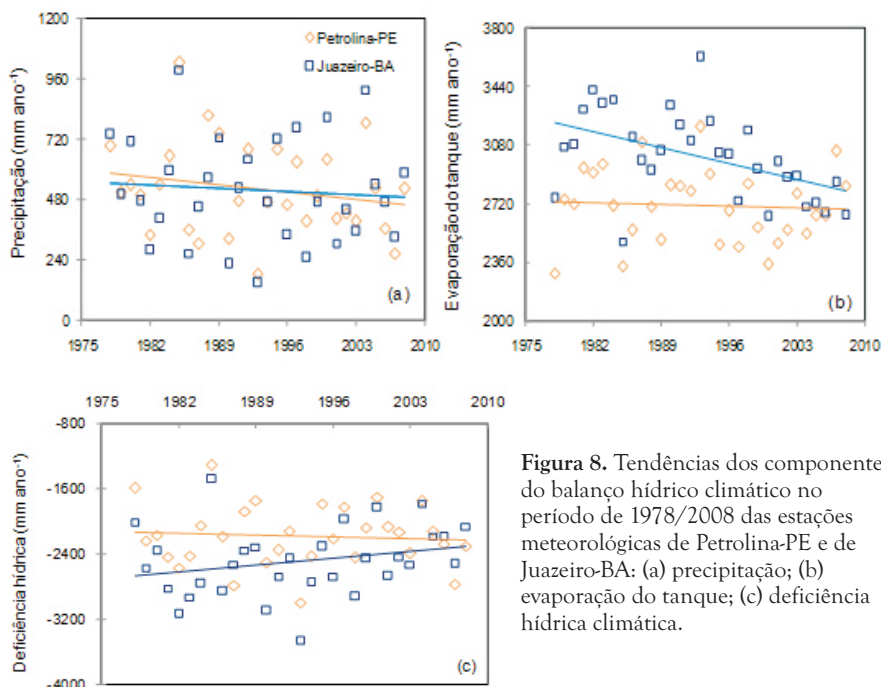 1200
960
720
480
240
0
Precipitação (mm ano⁻¹)
Petrolina-PE
Juazeiro-BA
(a)
1975 1982 1989 1996 2003 2010
3800
3440
3080
2720
2360
2000
Evaporação do tanque (mm ano⁻¹)
(b)
1975 1982 1989 1996 2003 2010
1975 1982 1989 1996 2003 2010
-800
-1600
-2400
-3200
-4000
Deficiência hídrica (mm ano⁻¹)
(c)
Figura 8. Tendências dos componente
do balanço hídrico climático no
período de 1978/2008 das estações
meteorológicas de Petrolina-PE e de
Juazeiro-BA: (a) precipitação; (b)
evaporação do tanque; (c) deficiência
hídrica climática.